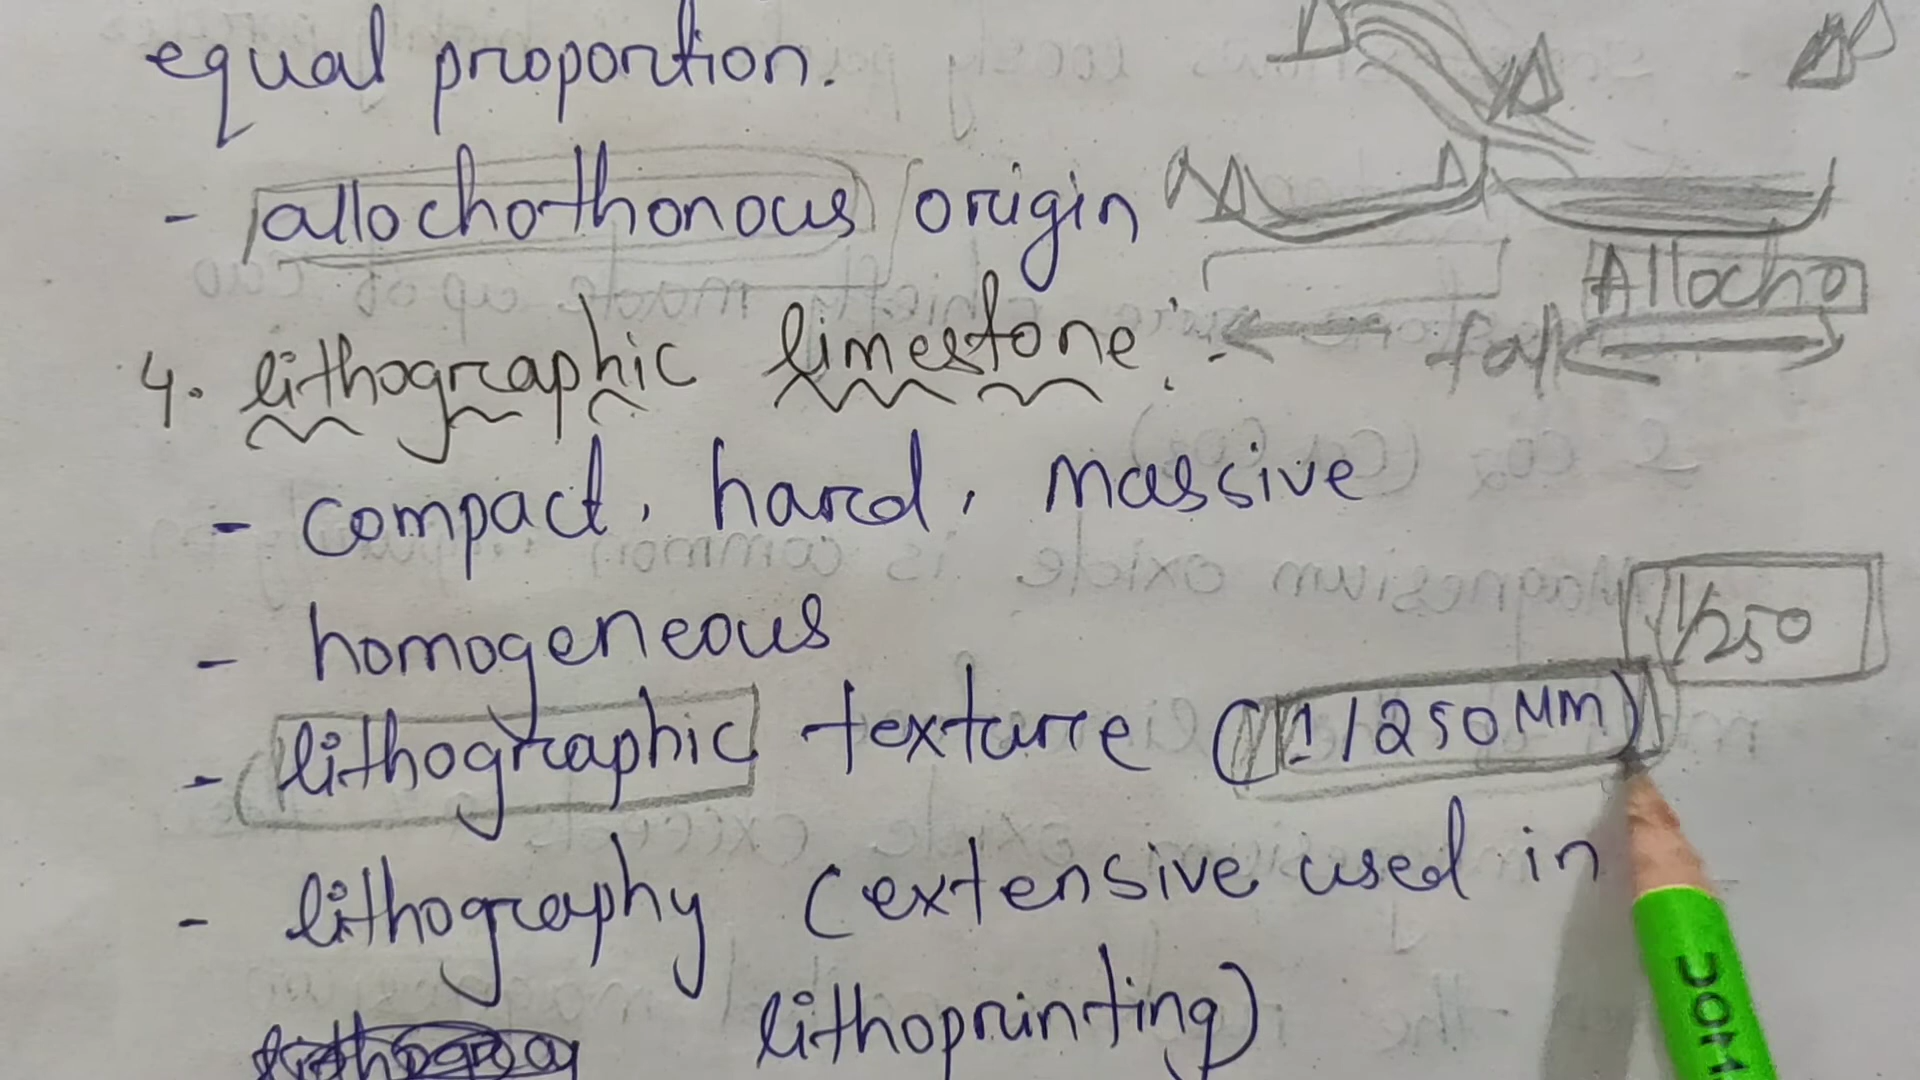 equal proportion.
- allochothonous origin
Allocho
4. lithographic limestone :-
- compact, hard, massive
- homogeneous
1/250
- lithographic texture (1/250 MM)
- lithography (extensive used in
lithoprinting)
DOMS